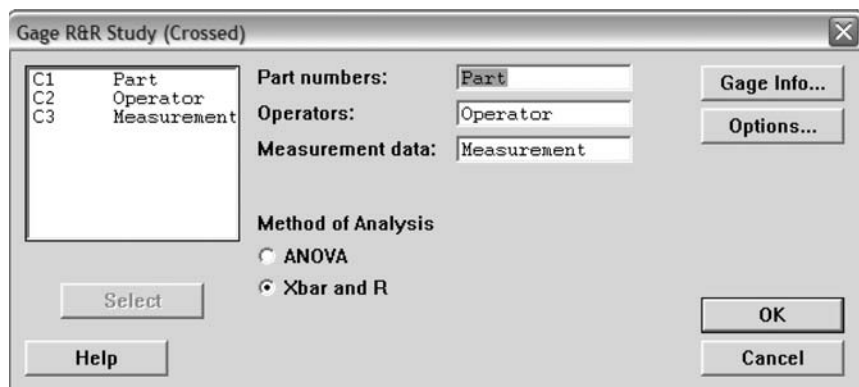 Gage R&R Study (Crossed)
C1 Part
C2 Operator
C3 Measurement
Part numbers: Part
Operators: Operator
Measurement data: Measurement
Gage Info...
Options...
Method of Analysis
ANOVA
Xbar and R
Select
Help
OK
Cancel